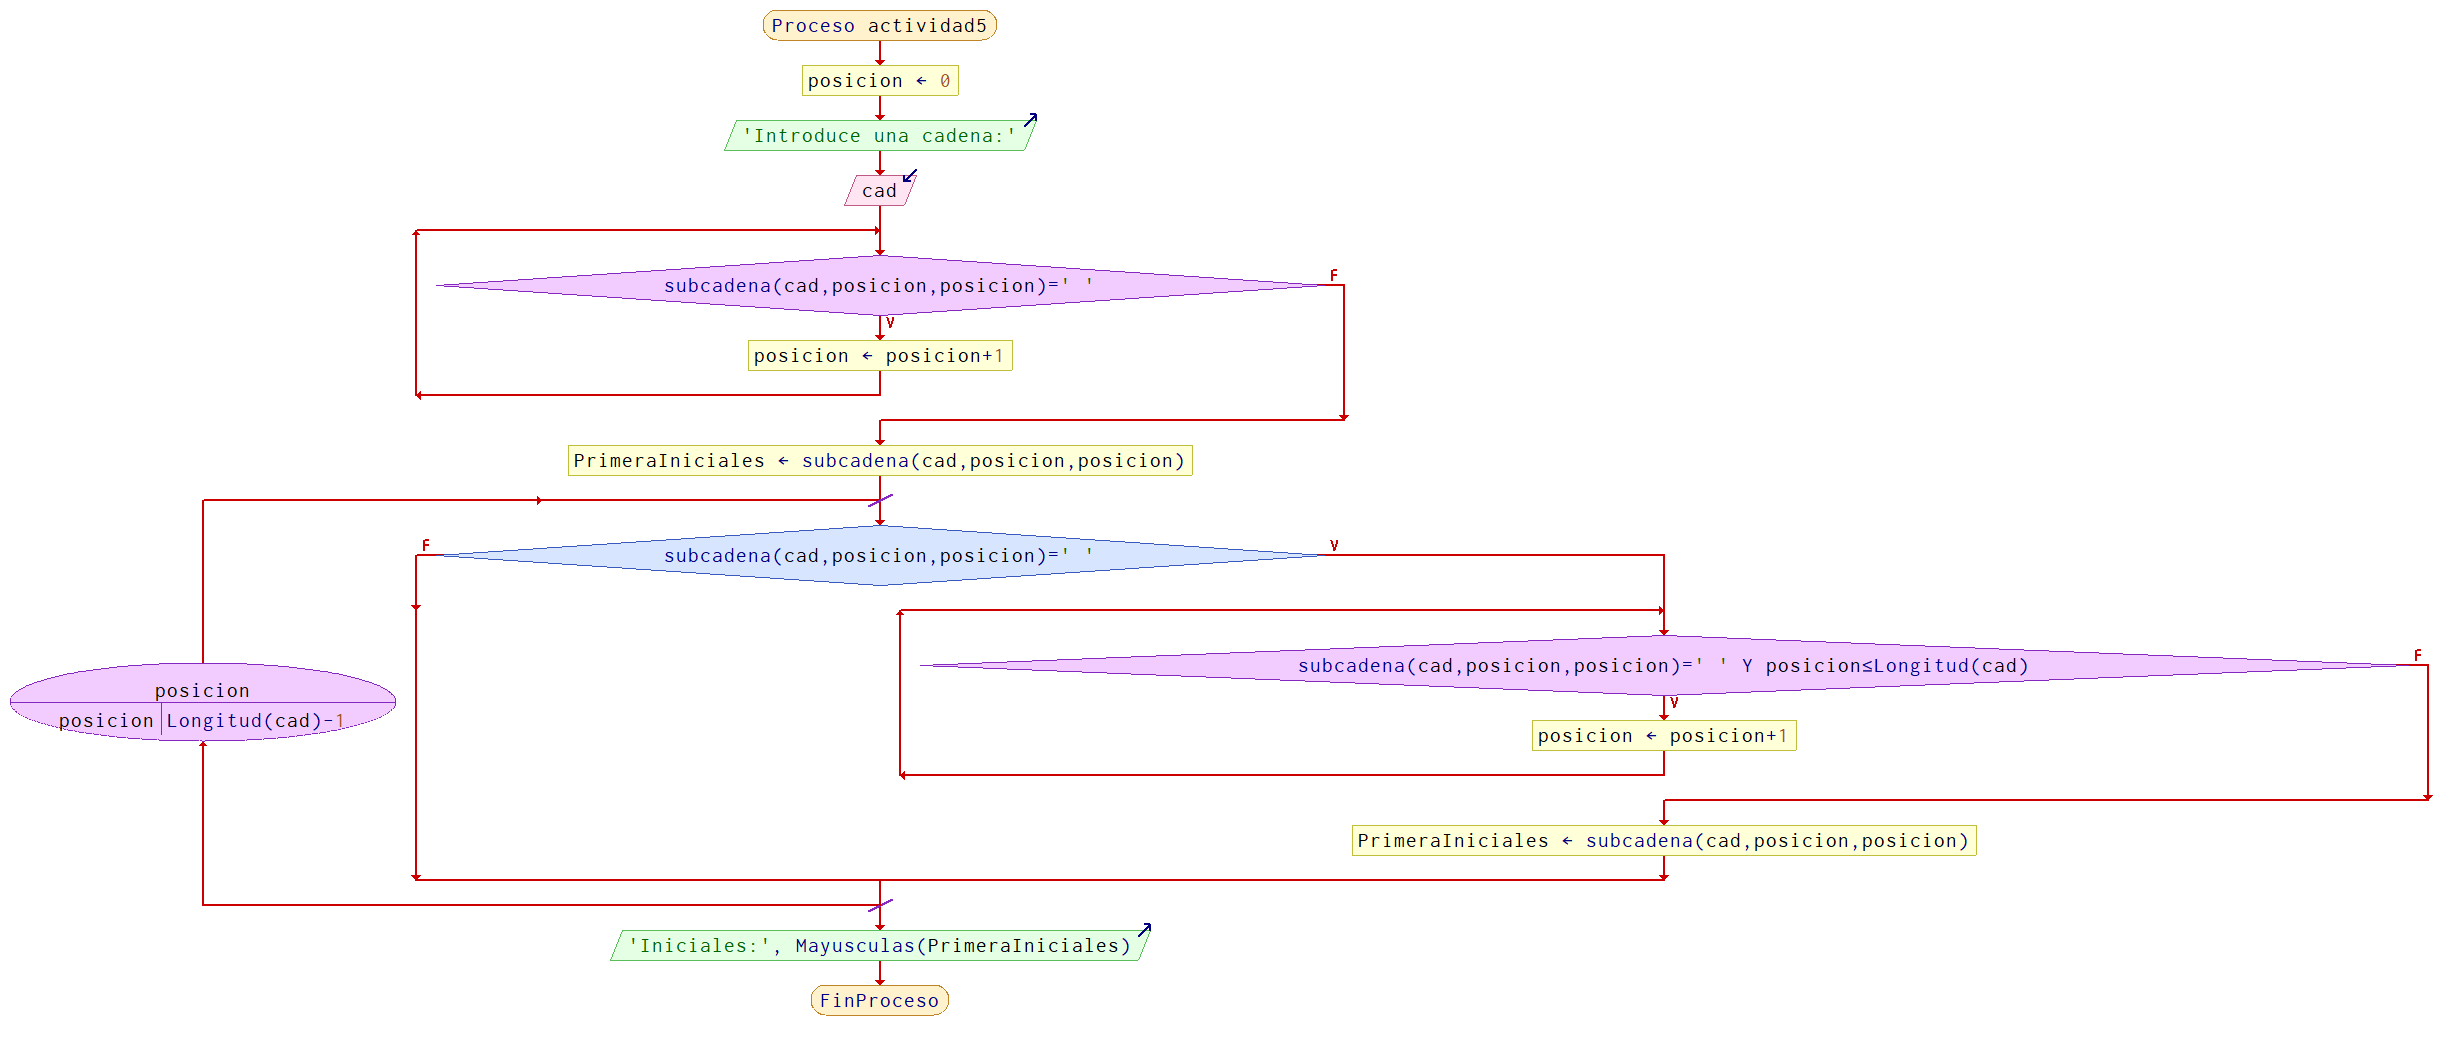 Proceso actividad5
posicion ← 0
'Introduce una cadena:'
cad
subcadena(cad,posicion,posicion)=' '
F
V
posicion ← posicion+1
PrimeraIniciales ← subcadena(cad,posicion,posicion)
F
subcadena(cad,posicion,posicion)=' '
V
subcadena(cad,posicion,posicion)=' ' Y posicion≤Longitud(cad)
F
V
posicion
posicion Longitud(cad)-1
posicion ← posicion+1
PrimeraIniciales ← subcadena(cad,posicion,posicion)
'Iniciales:', Mayusculas(PrimeraIniciales)
FinProceso